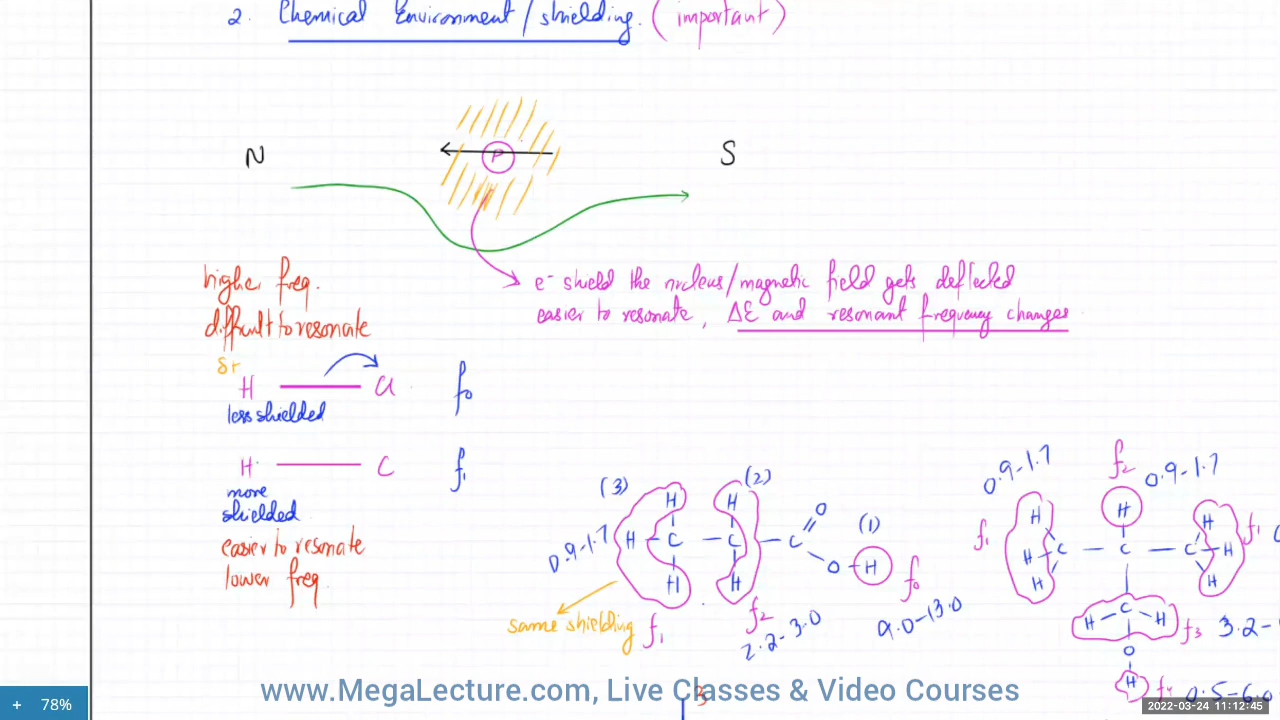 2. Chemical Environment/shielding. (important)
N
P
S
higher freq.
difficult to resonate
e⁻ shield the nucleus/magnetic field gets deflected
easier to resonate, ΔE and resonant frequency changes
δ+
H Cl f₀
less shielded
H C f₁
more
shielded
easier to resonate
lower freq.
(3) (2) (1)
0.9-1.7
H H O
H C C C
H H O H
same shielding f₁
f₂
2.2-3.0
f₀
9.0-13.0
0.9-1.7 f₂ 0.9-1.7
H H H
f₁ H C C C H f₁
H H
H C H f₃ 3.2-
O
H f₄ 0.5-6.0
3
www.MegaLecture.com, Live Classes & Video Courses
+ 78%
2022-03-24 11:12:45